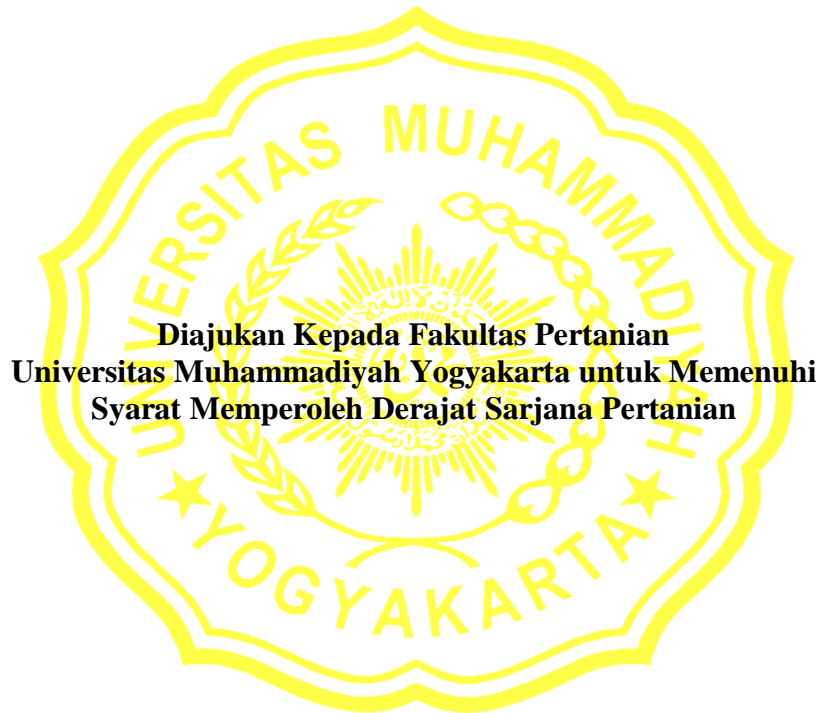 UNIVERSITAS MUHAMMADIYAH
Diajukan Kepada Fakultas Pertanian
Universitas Muhammadiyah Yogyakarta untuk Memenuhi
Syarat Memperoleh Derajat Sarjana Pertanian
★YOGYAKARTA★